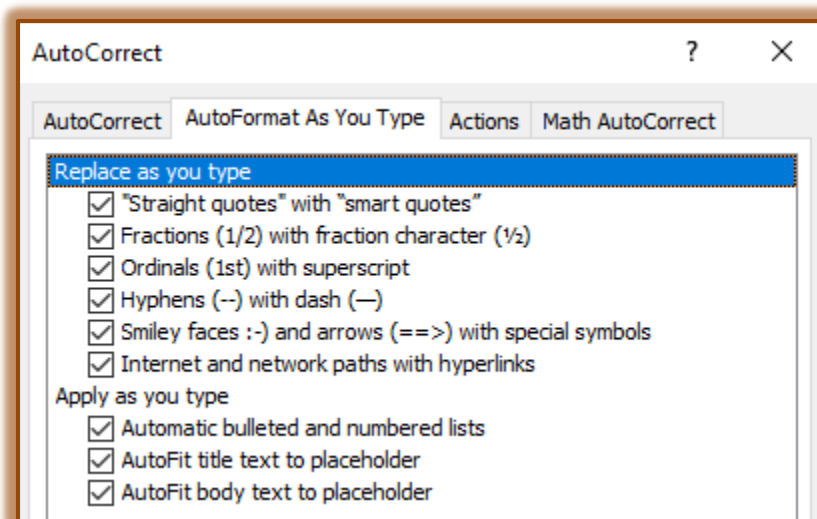 AutoCorrect ?
AutoCorrect AutoFormat As You Type Actions Math AutoCorrect
Replace as you type
"Straight quotes" with “smart quotes”
Fractions (1/2) with fraction character (½)
Ordinals (1st) with superscript
Hyphens (--) with dash (—)
Smiley faces :-) and arrows (==>) with special symbols
Internet and network paths with hyperlinks
Apply as you type
Automatic bulleted and numbered lists
AutoFit title text to placeholder
AutoFit body text to placeholder